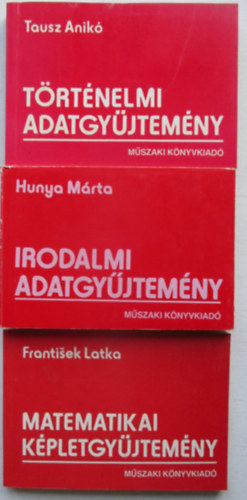 Tausz Anikó
TÖRTÉNELMI
ADATGYŰJTEMÉNY
MŰSZAKI KÖNYVKIADÓ
Hunya Márta
IRODALMI
ADATGYŰJTEMÉNY
MŰSZAKI KÖNYVKIADÓ
František Latka
MATEMATIKAI
KÉPLETGYŰJTEMÉNY
MŰSZAKI KÖNYVKIADÓ